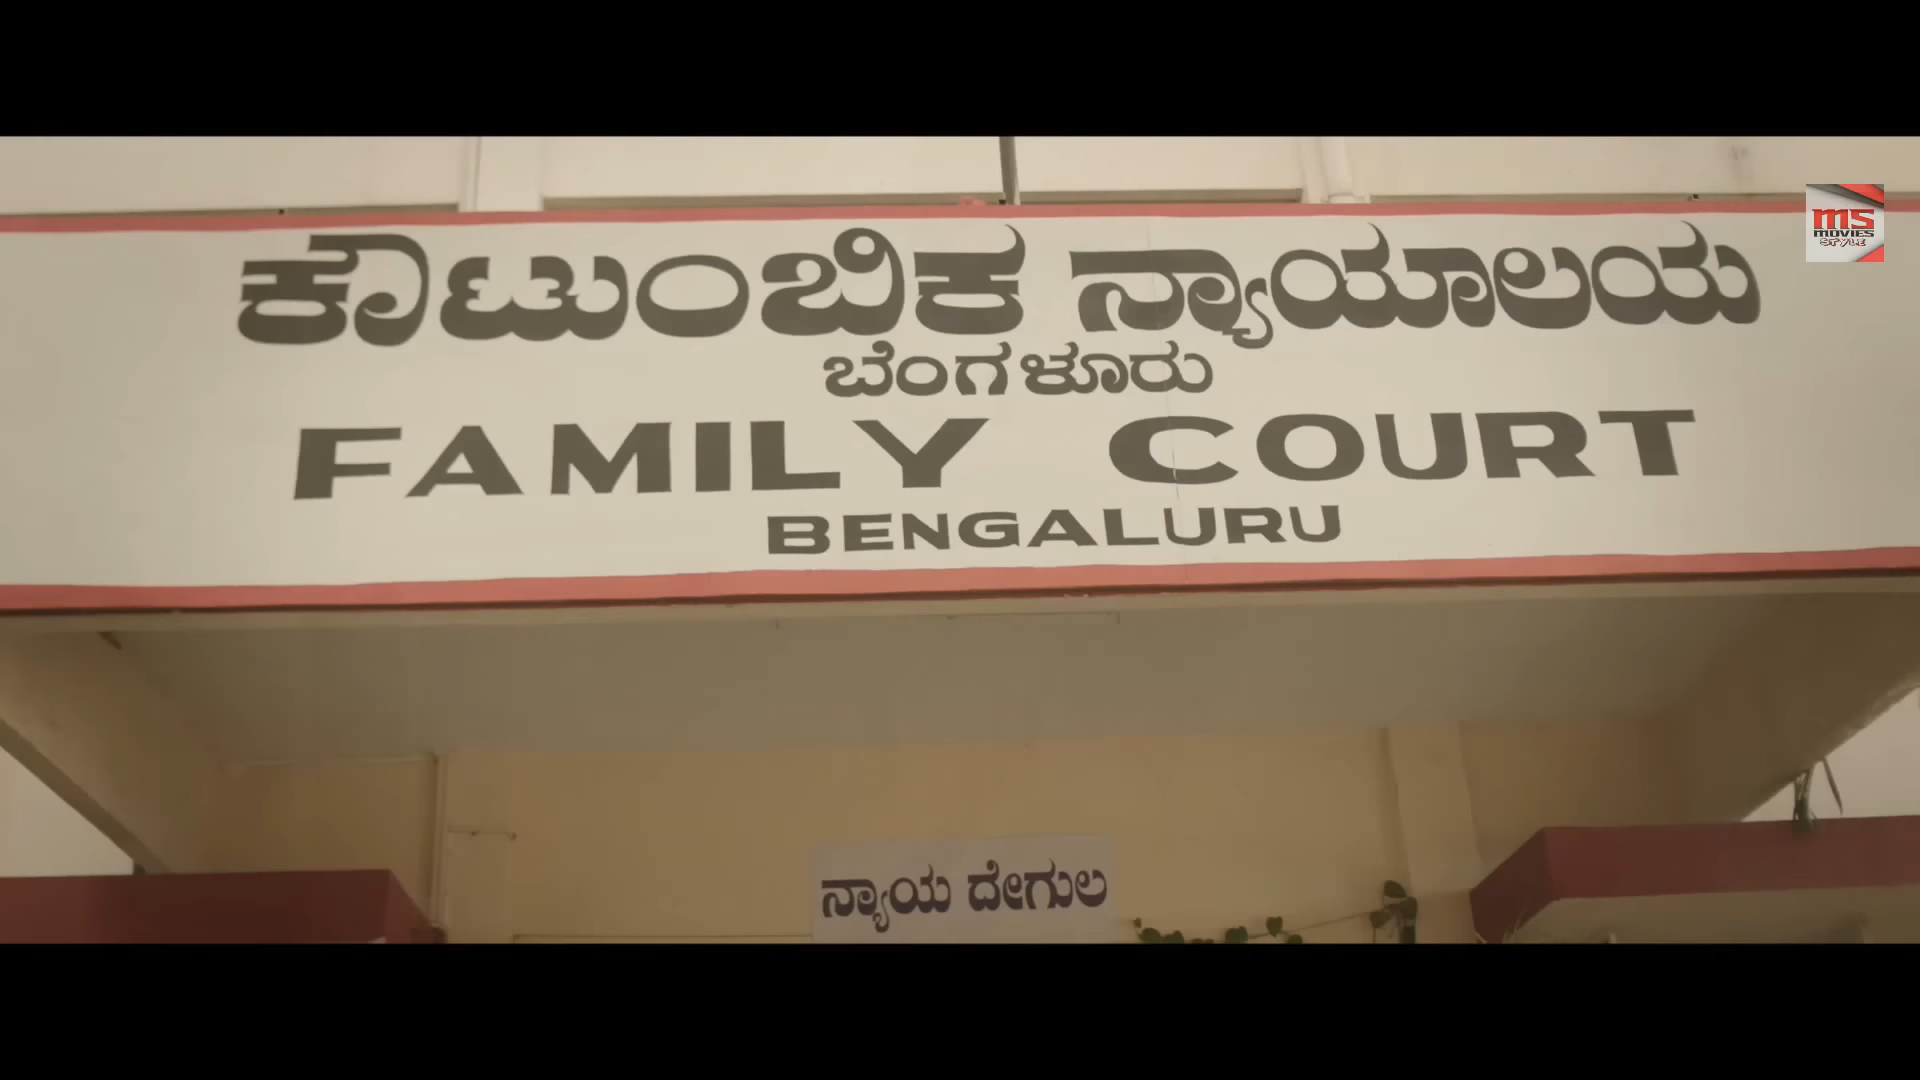 ಕೌಟುಂಬಿಕ ನ್ಯಾಯಾಲಯ
ಬೆಂಗಳೂರು
FAMILY COURT
BENGALURU
ನ್ಯಾಯ ದೇಗುಲ
MS
MOVIES
STYLE